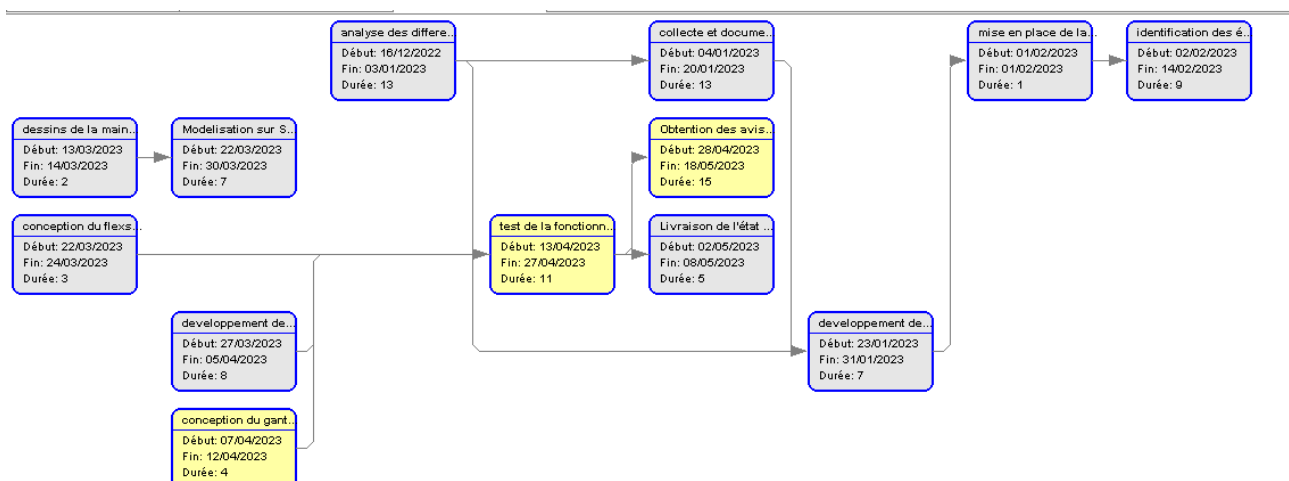 analyse des differe...
Début: 16/12/2022
Fin: 03/01/2023
Durée: 13
collecte et docume...
Début: 04/01/2023
Fin: 20/01/2023
Durée: 13
mise en place de la...
Début: 01/02/2023
Fin: 01/02/2023
Durée: 1
identification des é...
Début: 02/02/2023
Fin: 14/02/2023
Durée: 9
dessins de la main...
Début: 13/03/2023
Fin: 14/03/2023
Durée: 2
Modelisation sur S...
Début: 22/03/2023
Fin: 30/03/2023
Durée: 7
Obtention des avis...
Début: 28/04/2023
Fin: 18/05/2023
Durée: 15
conception du flexs...
Début: 22/03/2023
Fin: 24/03/2023
Durée: 3
test de la fonctionn...
Début: 13/04/2023
Fin: 27/04/2023
Durée: 11
Livraison de l'état ...
Début: 02/05/2023
Fin: 08/05/2023
Durée: 5
developpement de...
Début: 27/03/2023
Fin: 05/04/2023
Durée: 8
developpement de...
Début: 23/01/2023
Fin: 31/01/2023
Durée: 7
conception du gant...
Début: 07/04/2023
Fin: 12/04/2023
Durée: 4